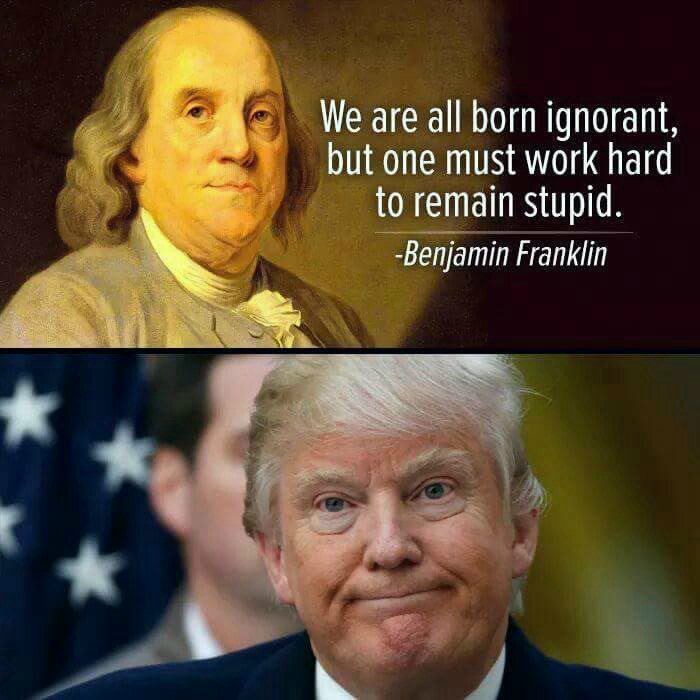 We are all born ignorant,
but one must work hard
to remain stupid.
-Benjamin Franklin